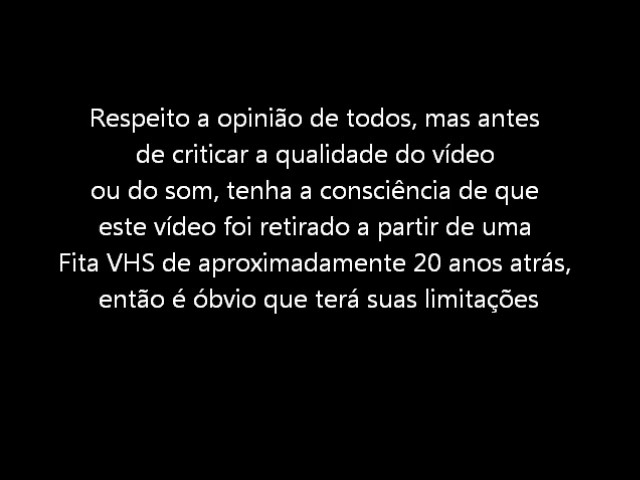 Respeito a opinião de todos, mas antes
de criticar a qualidade do vídeo
ou do som, tenha a consciência de que
este vídeo foi retirado a partir de uma
Fita VHS de aproximadamente 20 anos atrás,
então é óbvio que terá suas limitações